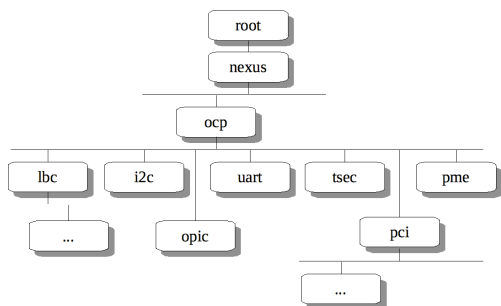 root
nexus
ocp
lbc
i2c
uart
tsec
pme
...
opic
pci
...